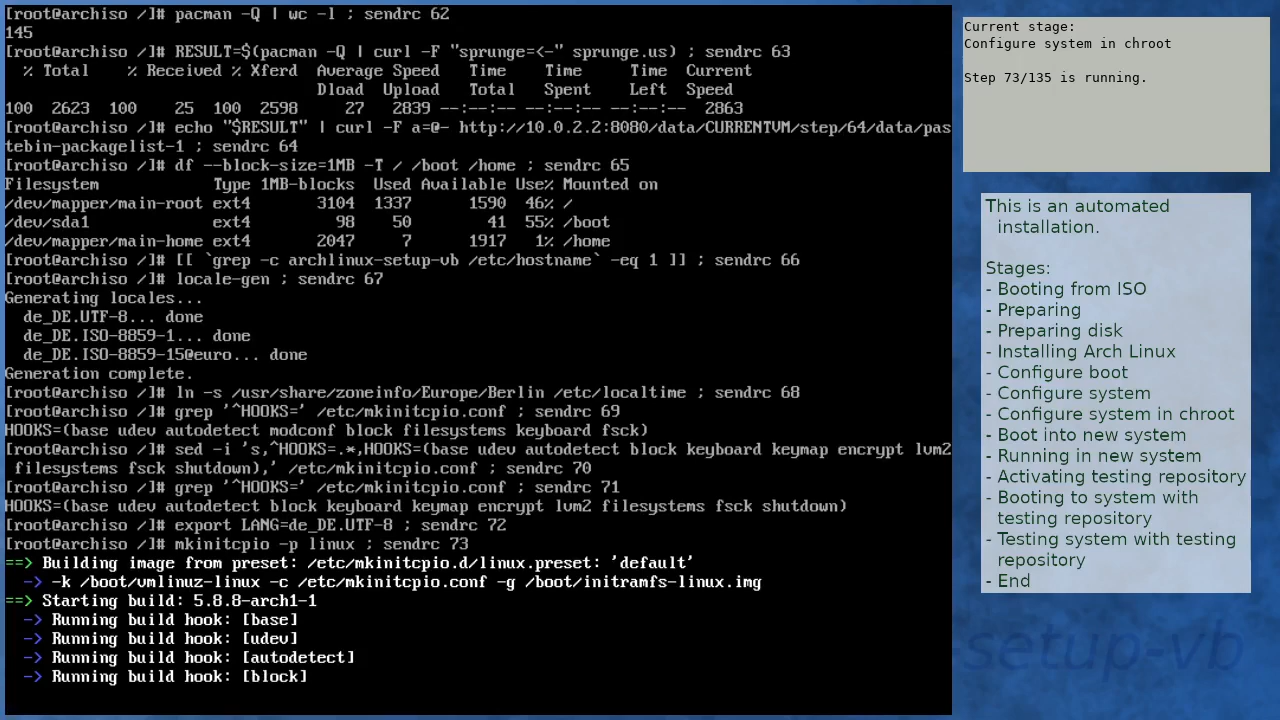 [root@archiso /]# pacman -Q | wc -l ; sendrc 62
145
[root@archiso /]# RESULT=$(pacman -Q | curl -F "sprunge=<-" sprunge.us) ; sendrc 63
  % Total    % Received % Xferd  Average Speed   Time    Time     Time  Current
                                 Dload  Upload   Total   Spent    Left  Speed
100  2623  100    25  100  2598     27   2839 --:--:-- --:--:-- --:--:--  2863
[root@archiso /]# echo "$RESULT" | curl -F a=@- http://10.0.2.2:8080/data/CURRENTVM/step/64/data/pas
tebin-packagelist-1 ; sendrc 64
[root@archiso /]# df --block-size=1MB -T / /boot /home ; sendrc 65
Filesystem            Type 1MB-blocks  Used Available Use% Mounted on
/dev/mapper/main-root ext4       3104  1337      1590  46% /
/dev/sda1             ext4         98    50        41  55% /boot
/dev/mapper/main-home ext4       2047     7      1917   1% /home
[root@archiso /]# [[ `grep -c archlinux-setup-vb /etc/hostname` -eq 1 ]] ; sendrc 66
[root@archiso /]# locale-gen ; sendrc 67
Generating locales...
  de_DE.UTF-8... done
  de_DE.ISO-8859-1... done
  de_DE.ISO-8859-15@euro... done
Generation complete.
[root@archiso /]# ln -s /usr/share/zoneinfo/Europe/Berlin /etc/localtime ; sendrc 68
[root@archiso /]# grep '^HOOKS=' /etc/mkinitcpio.conf ; sendrc 69
HOOKS=(base udev autodetect modconf block filesystems keyboard fsck)
[root@archiso /]# sed -i 's,^HOOKS=.*,HOOKS=(base udev autodetect block keyboard keymap encrypt lvm2
 filesystems fsck shutdown),' /etc/mkinitcpio.conf ; sendrc 70
[root@archiso /]# grep '^HOOKS=' /etc/mkinitcpio.conf ; sendrc 71
HOOKS=(base udev autodetect block keyboard keymap encrypt lvm2 filesystems fsck shutdown)
[root@archiso /]# export LANG=de_DE.UTF-8 ; sendrc 72
[root@archiso /]# mkinitcpio -p linux ; sendrc 73
==> Building image from preset: /etc/mkinitcpio.d/linux.preset: 'default'
  -> -k /boot/vmlinuz-linux -c /etc/mkinitcpio.conf -g /boot/initramfs-linux.img
==> Starting build: 5.8.8-arch1-1
  -> Running build hook: [base]
  -> Running build hook: [udev]
  -> Running build hook: [autodetect]
  -> Running build hook: [block]
Current stage:
Configure system in chroot
Step 73/135 is running.
This is an automated
installation.
Stages:
- Booting from ISO
- Preparing
- Preparing disk
- Installing Arch Linux
- Configure boot
- Configure system
- Configure system in chroot
- Boot into new system
- Running in new system
- Activating testing repository
- Booting to system with
testing repository
- Testing system with testing
repository
- End
-setup-vb